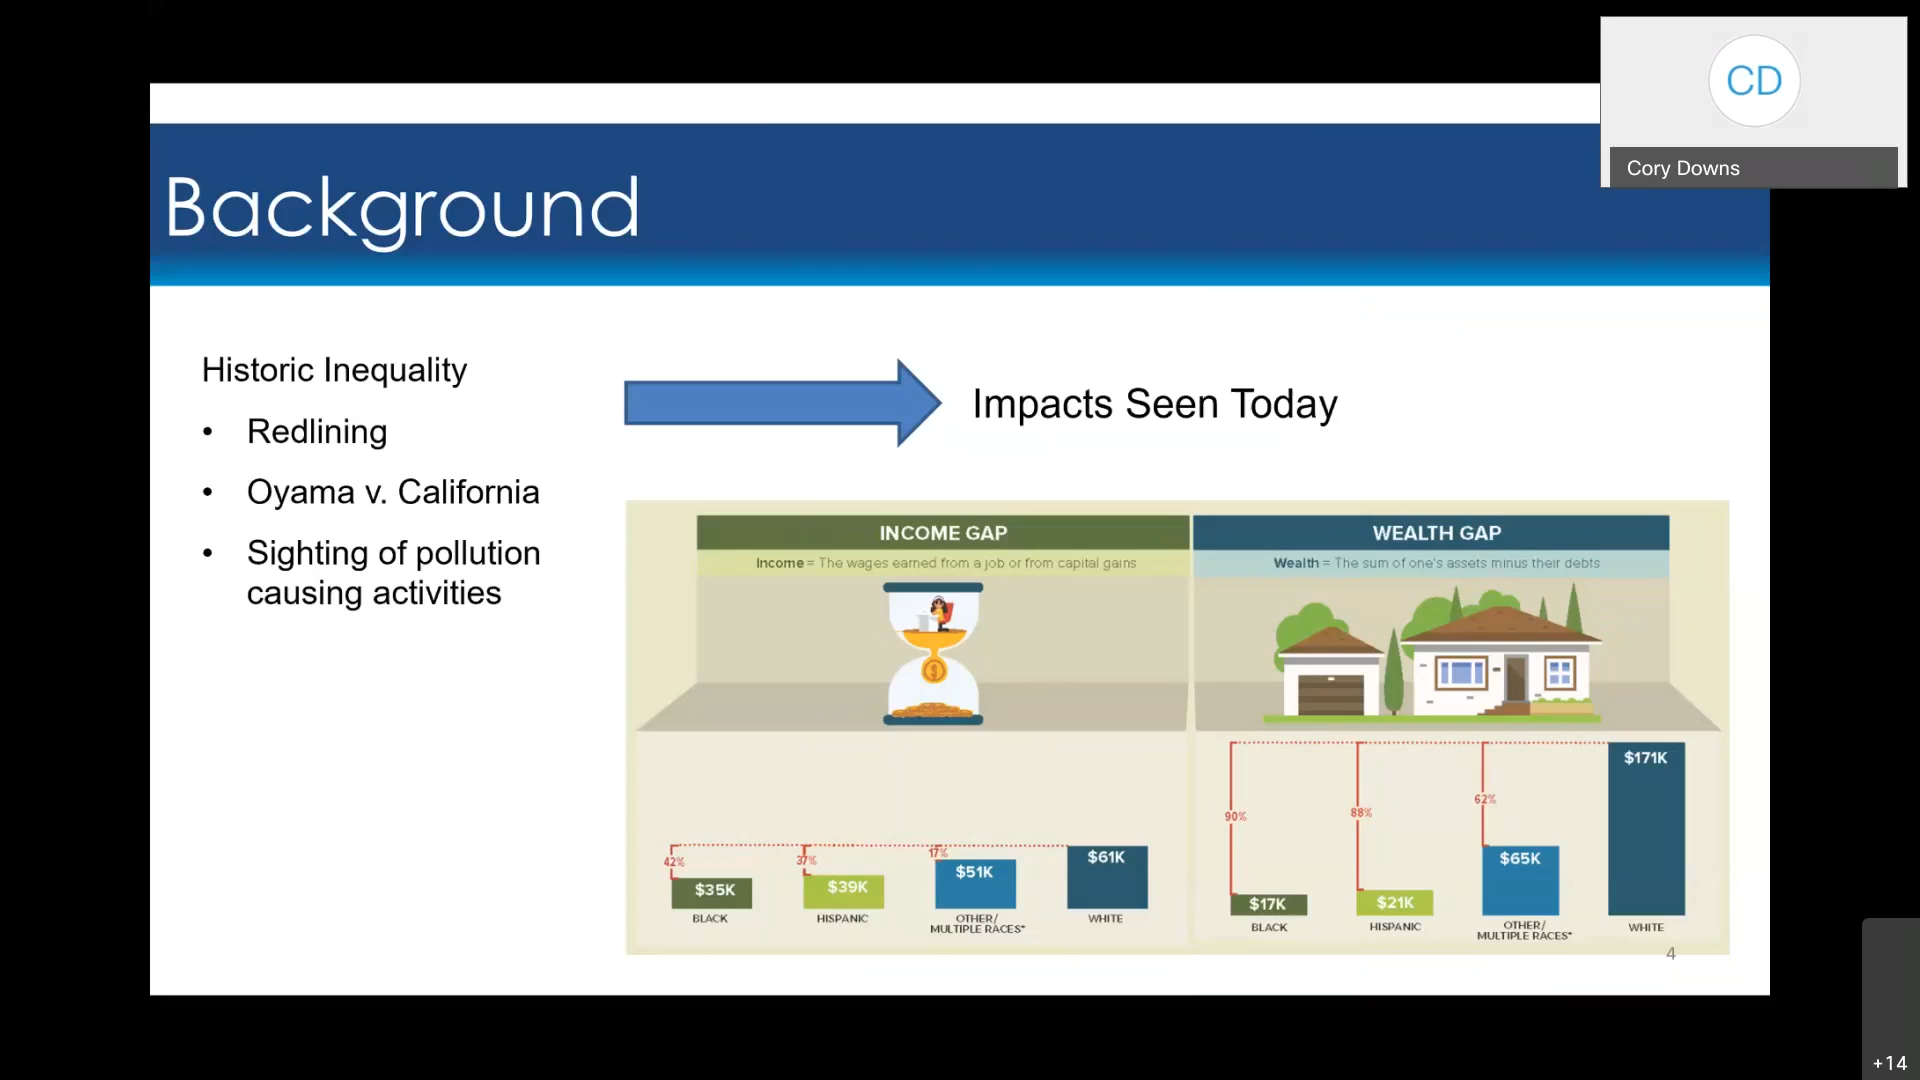 CD
Cory Downs
Background
Historic Inequality
• Redlining
• Oyama v. California
• Sighting of pollution
causing activities
Impacts Seen Today
INCOME GAP
Income = The wages earned from a job or from capital gains
$
42%
37%
17%
$35K
$39K
$51K
$61K
BLACK
HISPANIC
OTHER/
MULTIPLE RACES*
WHITE
WEALTH GAP
Wealth = The sum of one's assets minus their debts
90%
88%
62%
$17K
$21K
$65K
$171K
BLACK
HISPANIC
OTHER/
MULTIPLE RACES*
WHITE
4
+14